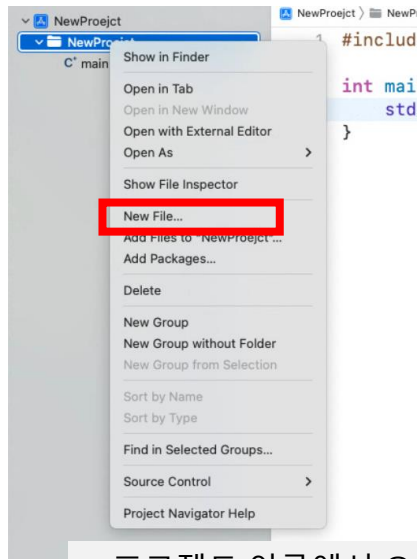 NewProejct
NewProejct
main
NewProejct
1
#includ
int mai
std
}
Show in Finder
Open in Tab
Open in New Window
Open with External Editor
Open As
Show File Inspector
New File...
Add Files to "NewProejct"...
Add Packages...
Delete
New Group
New Group without Folder
New Group from Selection
Sort by Name
Sort by Type
Find in Selected Groups...
Source Control
Project Navigator Help